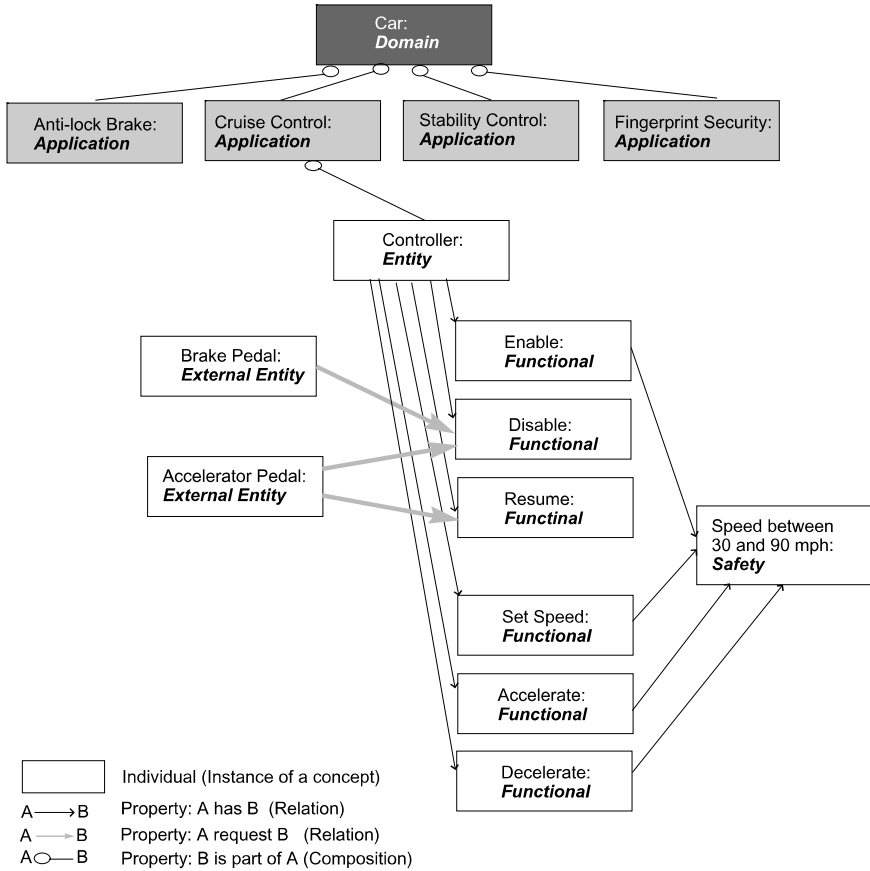 Car:
Domain
Anti-lock Brake:
Application
Cruise Control:
Application
Stability Control:
Application
Fingerprint Security:
Application
Controller:
Entity
Brake Pedal:
External Entity
Accelerator Pedal:
External Entity
Enable:
Functional
Disable:
Functional
Resume:
Functinal
Set Speed:
Functional
Accelerate:
Functional
Decelerate:
Functional
Speed between
30 and 90 mph:
Safety
Individual (Instance of a concept)
A B Property: A has B (Relation)
A B Property: A request B (Relation)
A B Property: B is part of A (Composition)